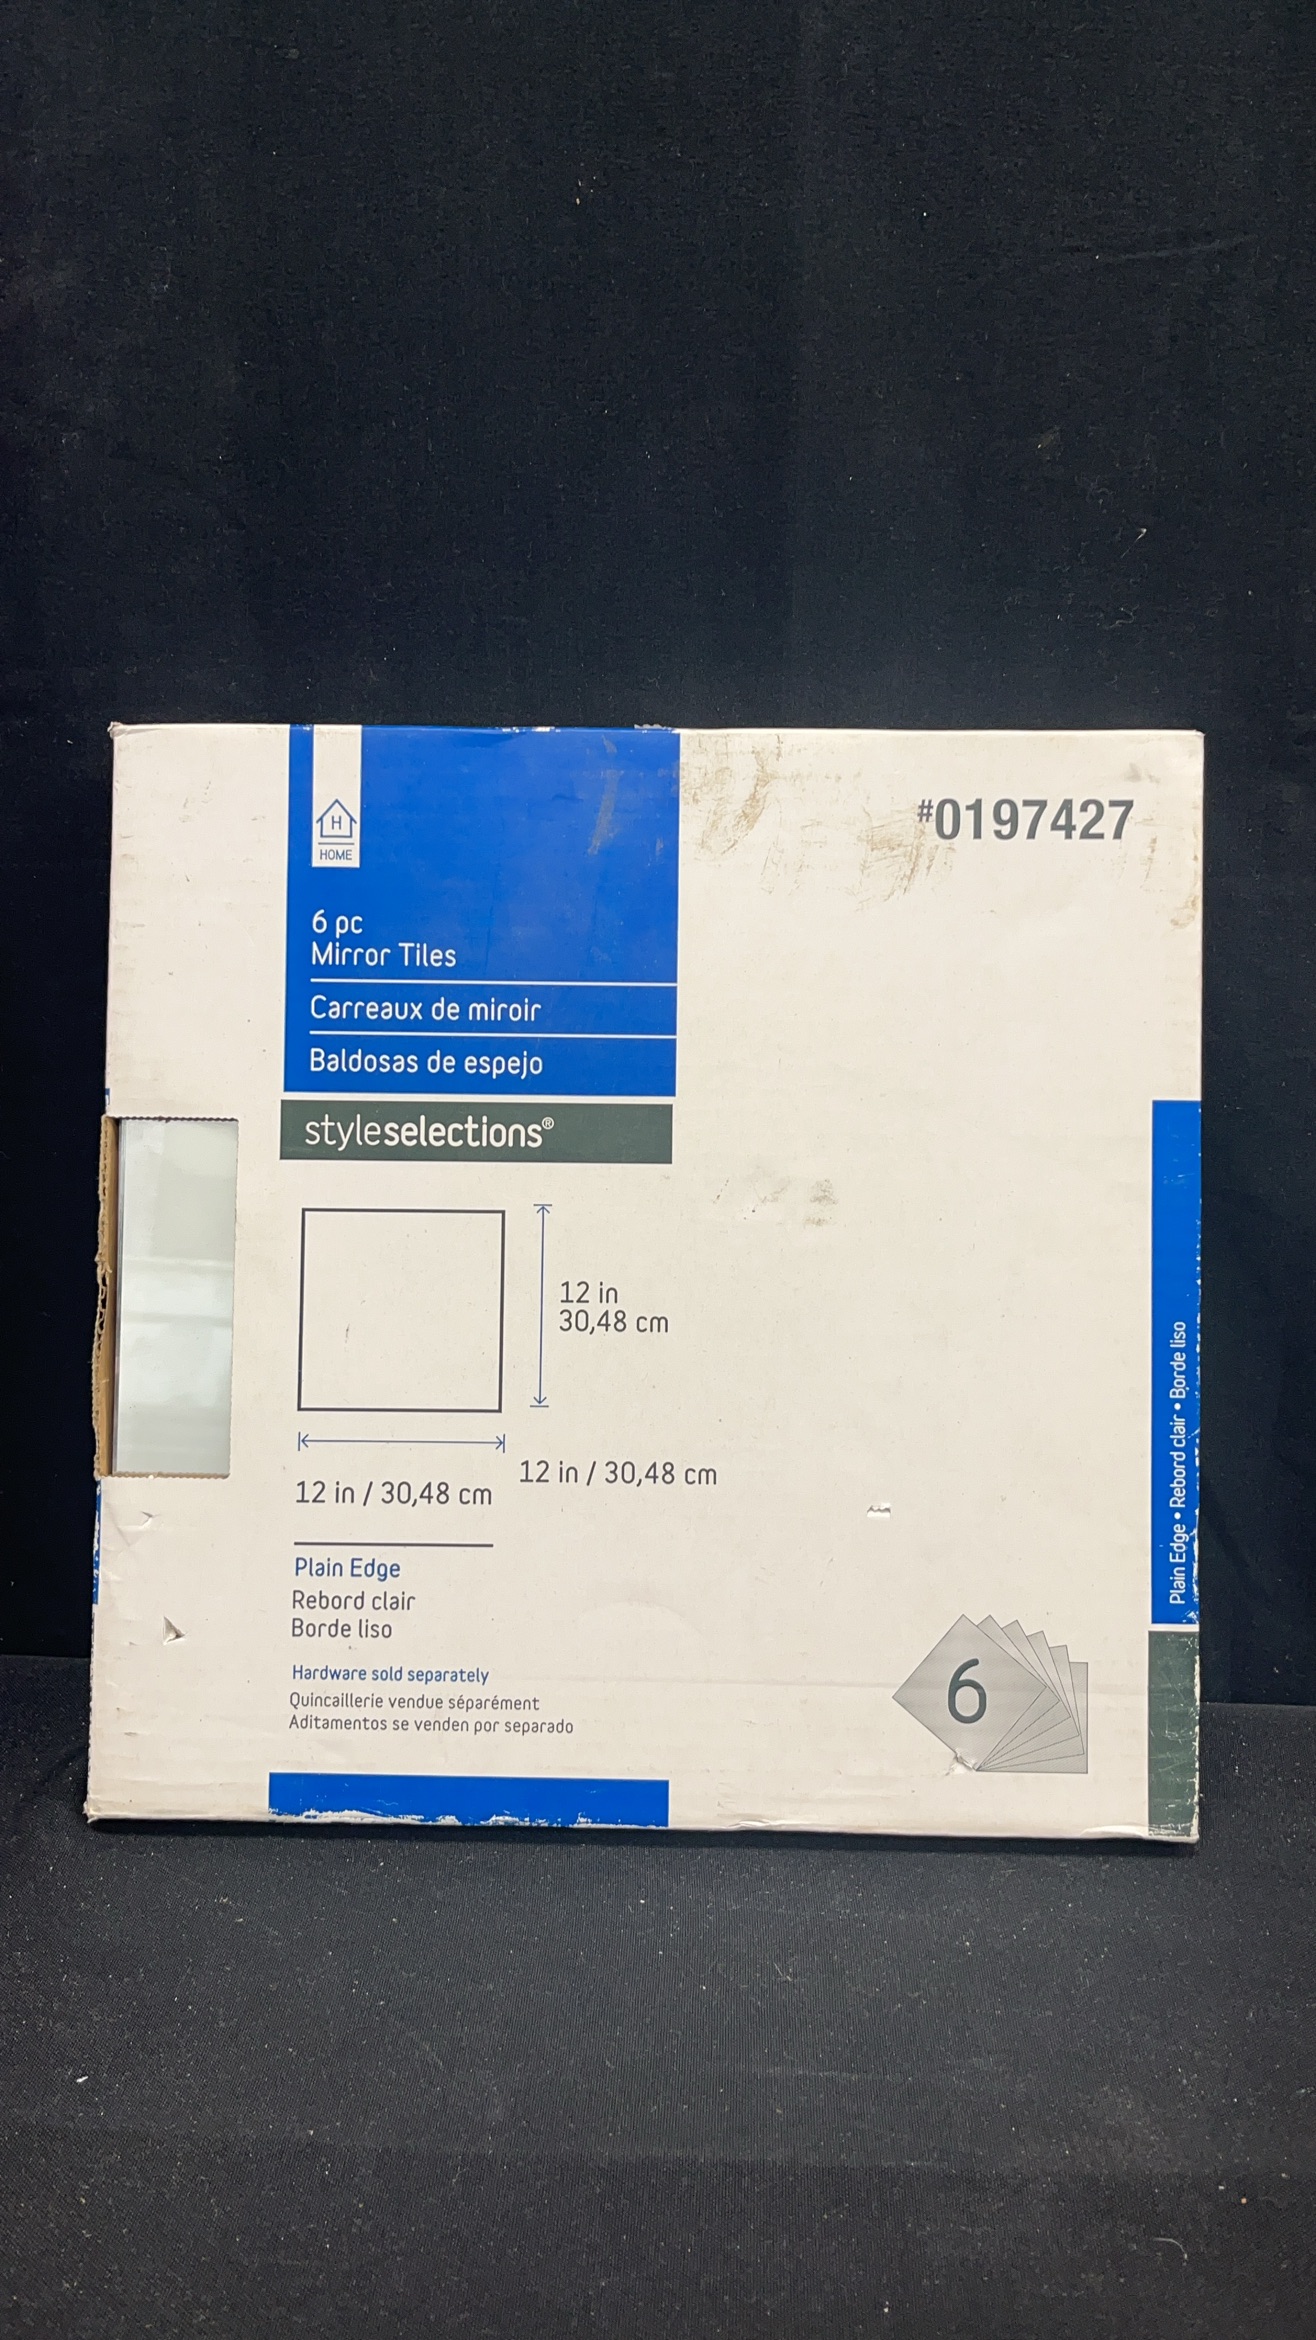 H
HOME
#0197427
6 pc
Mirror Tiles
Carreaux de miroir
Baldosas de espejo
styleselections®
12 in
30,48 cm
12 in / 30,48 cm
12 in / 30,48 cm
Plain Edge
Rebord clair
Borde liso
Hardware sold separately
Quincaillerie vendue séparément
Aditamentos se venden por separado
6
Plain Edge • Rebord clair • Borde liso